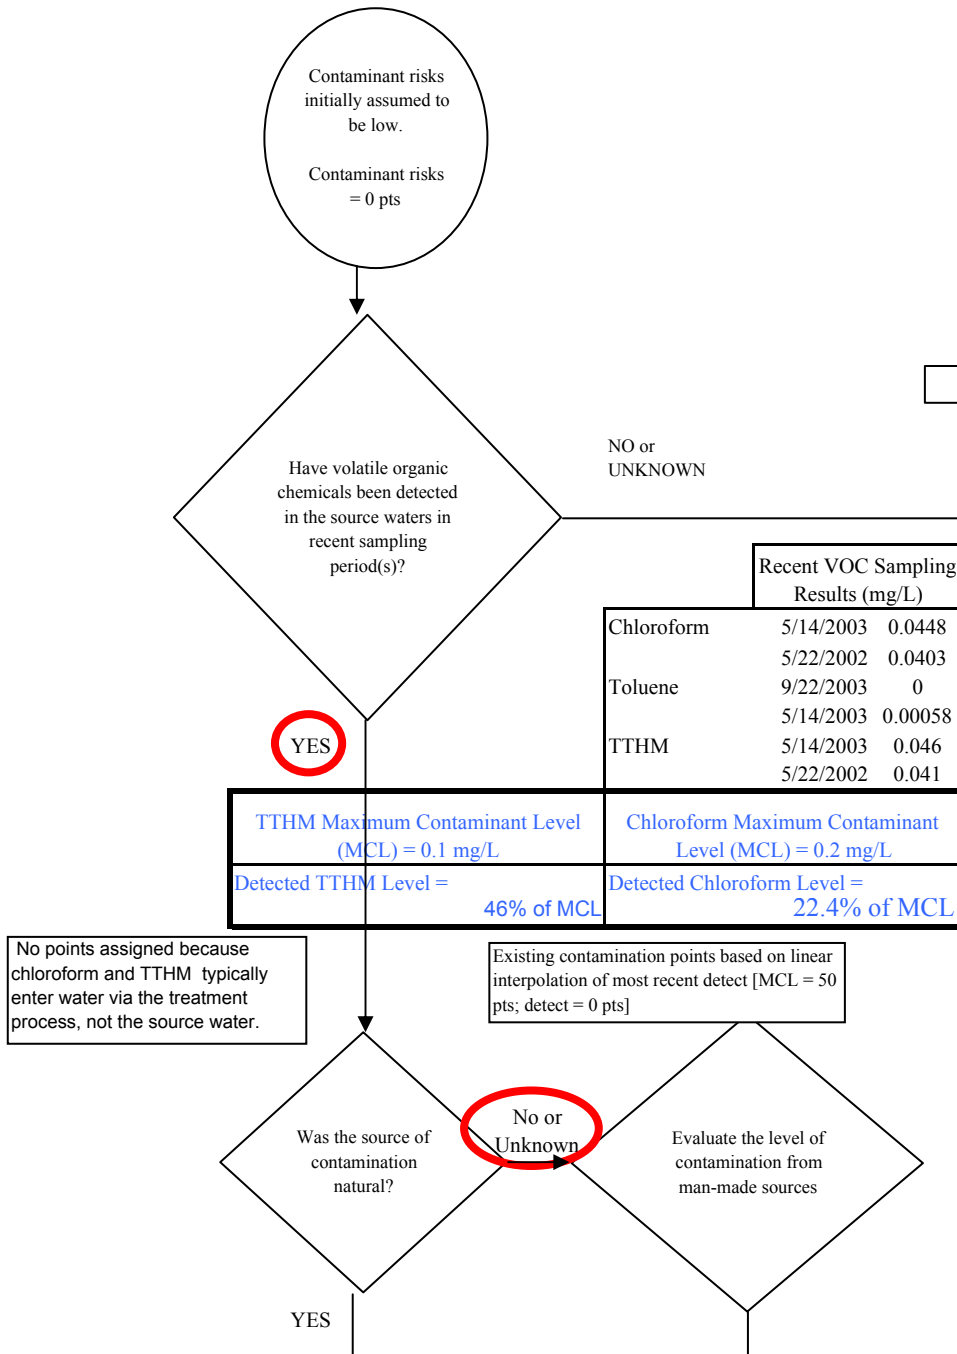 Contaminant risks
initially assumed to
be low.
Contaminant risks
= 0 pts
Have volatile organic
chemicals been detected
in the source waters in
recent sampling
period(s)?
NO or
UNKNOWN
YES
Recent VOC Sampling
Results (mg/L)
Chloroform 5/14/2003 0.0448
5/22/2002 0.0403
Toluene 9/22/2003 0
5/14/2003 0.00058
TTHM 5/14/2003 0.046
5/22/2002 0.041
TTHM Maximum Contaminant Level
(MCL) = 0.1 mg/L
Chloroform Maximum Contaminant
Level (MCL) = 0.2 mg/L
Detected TTHM Level =
46% of MCL
Detected Chloroform Level =
22.4% of MCL
No points assigned because
chloroform and TTHM typically
enter water via the treatment
process, not the source water.
Existing contamination points based on linear
interpolation of most recent detect [MCL = 50
pts; detect = 0 pts]
Was the source of
contamination
natural?
No or
Unknown
Evaluate the level of
contamination from
man-made sources
YES